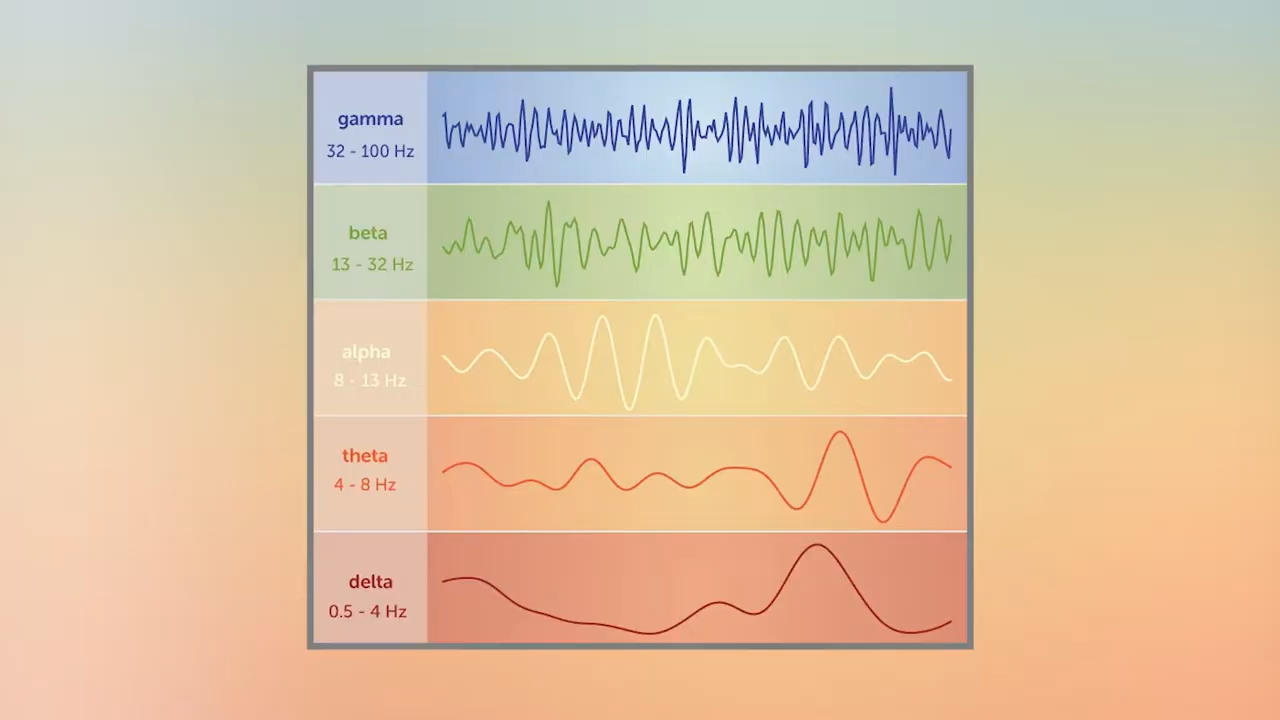 gamma
32 - 100 Hz
beta
13 - 32 Hz
alpha
8 - 13 Hz
theta
4 - 8 Hz
delta
0.5 - 4 Hz